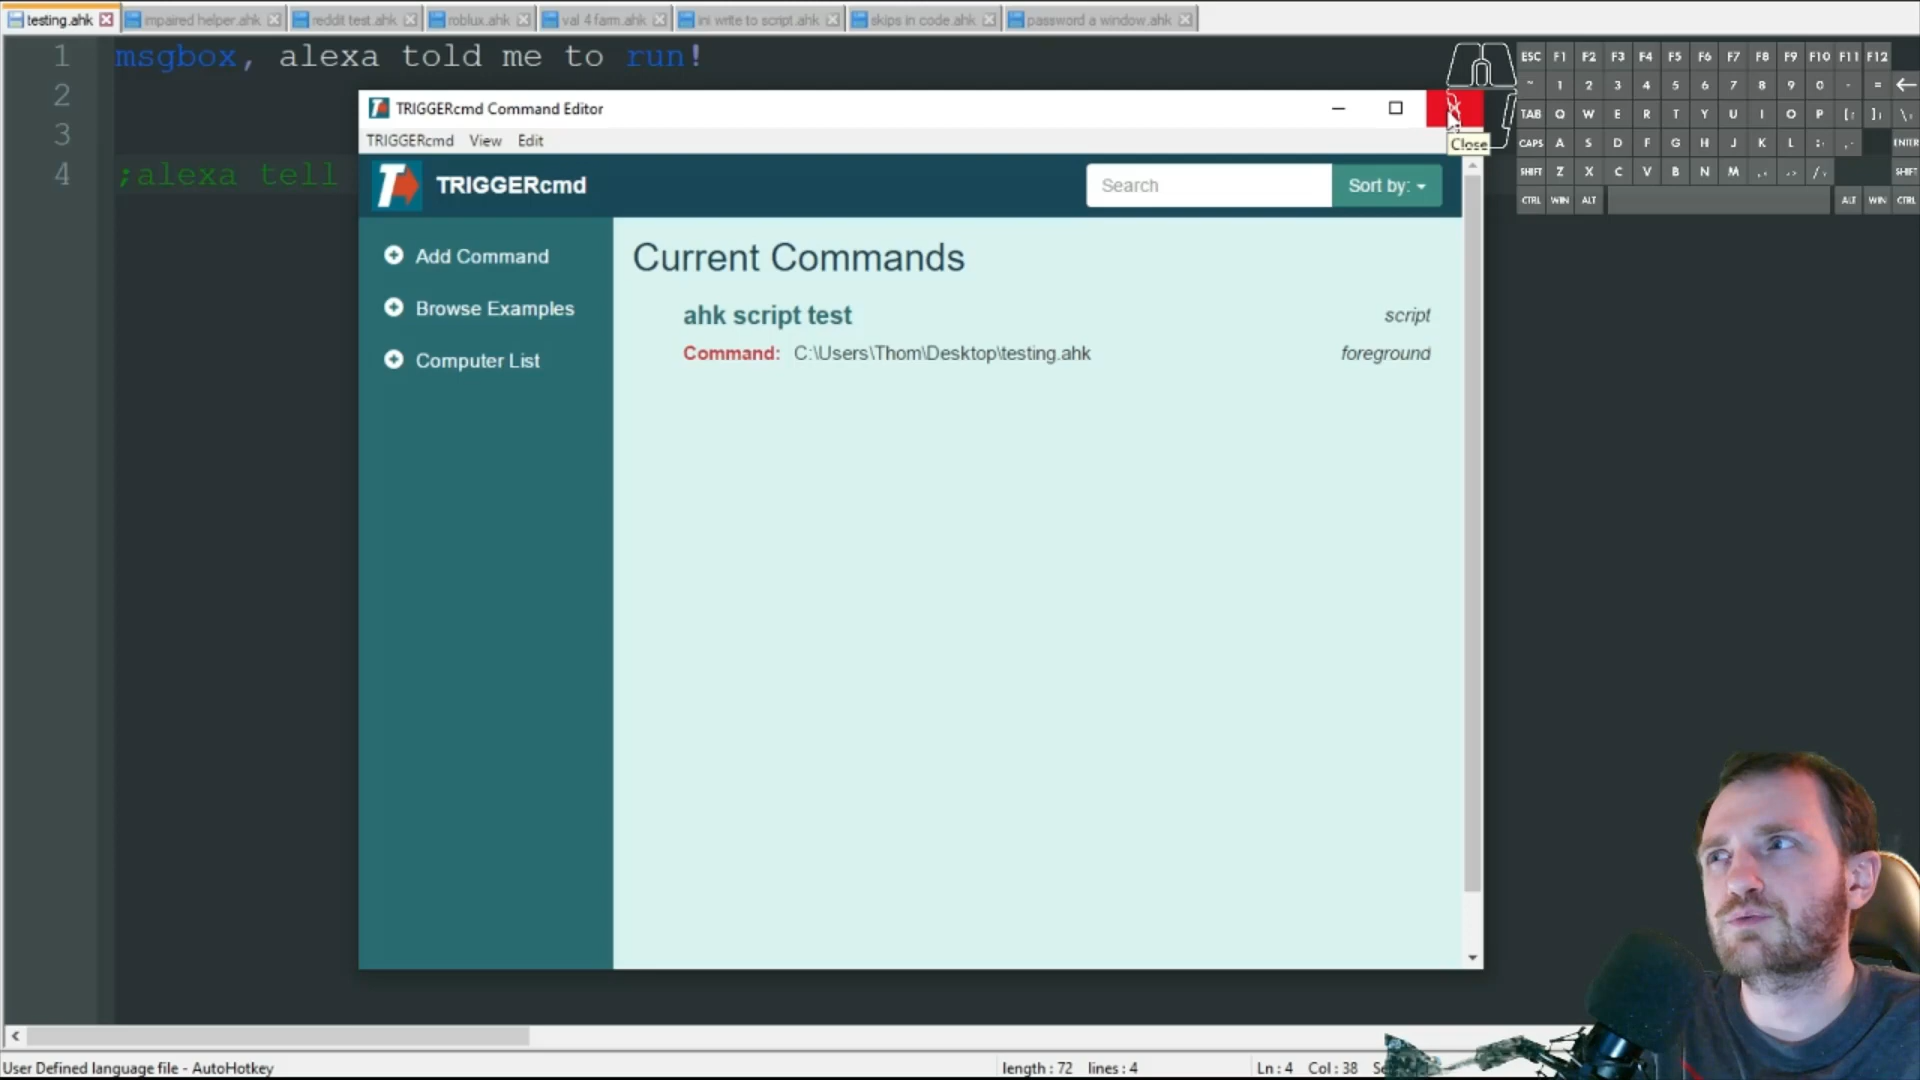 testing.ahk mpaired helper.ahk reddit test.ahk roblux.ahk val 4 farm.ahk ini write to script.ahk skips in code.ahk password a window.ahk
1 msgbox, alexa told me to run!
2
3
4 ;alexa tell
TRIGGERcmd Command Editor
Close
TRIGGERcmd View Edit
TRIGGERcmd
Search
Sort by:
Add Command
Browse Examples
Computer List
Current Commands
ahk script test script
Command: C:\Users\Thom\Desktop\testing.ahk foreground
ESC F1 F2 F3 F4 F5 F6 F7 F8 F9 F10 F11 F12
~ 1 2 3 4 5 6 7 8 9 0 - =
TAB Q W E R T Y U I O P
CAPS A S D F G H J K L ENTER
SHIFT Z X C V B N M SHIFT
CTRL WIN ALT ALT WIN CTRL
User Defined language file - AutoHotkey length : 72 lines : 4 Ln : 4 Col : 38